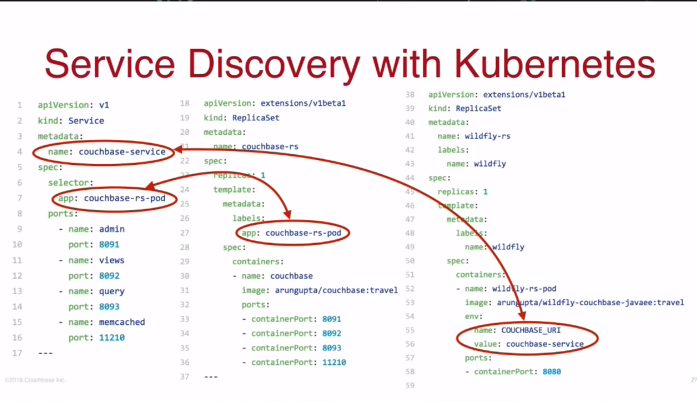 Service Discovery with Kubernetes
1 apiVersion: v1
2 kind: Service
3 metadata:
4 name: couchbase-service
5 spec:
6 selector:
7 app: couchbase-rs-pod
8 ports:
9 - name: admin
10 port: 8091
11 - name: views
12 port: 8092
13 - name: query
14 port: 8093
15 - name: memcached
16 port: 11210
17 ---
18 apiVersion: extensions/v1beta1
19 kind: ReplicaSet
20 metadata:
21 name: couchbase-rs
22 spec:
23 replicas: 1
24 template:
25 metadata:
26 labels:
27 app: couchbase-rs-pod
28 spec:
29 containers:
30 - name: couchbase
31 image: arungupta/couchbase:travel
32 ports:
33 - containerPort: 8091
34 - containerPort: 8092
35 - containerPort: 8093
36 - containerPort: 11210
37 ---
38 apiVersion: extensions/v1beta1
39 kind: ReplicaSet
40 metadata:
41 name: wildfly-rs
42 labels:
43 name: wildfly
44 spec:
45 replicas: 1
46 template:
47 metadata:
48 labels:
49 name: wildfly
50 spec:
51 containers:
52 - name: wildfly-rs-pod
53 image: arungupta/wildfly-couchbase-javaee:travel
54 env:
55 name: COUCHBASE_URI
56 value: couchbase-service
57 ports:
58 - containerPort: 8080
59
©2016 Couchbase Inc.